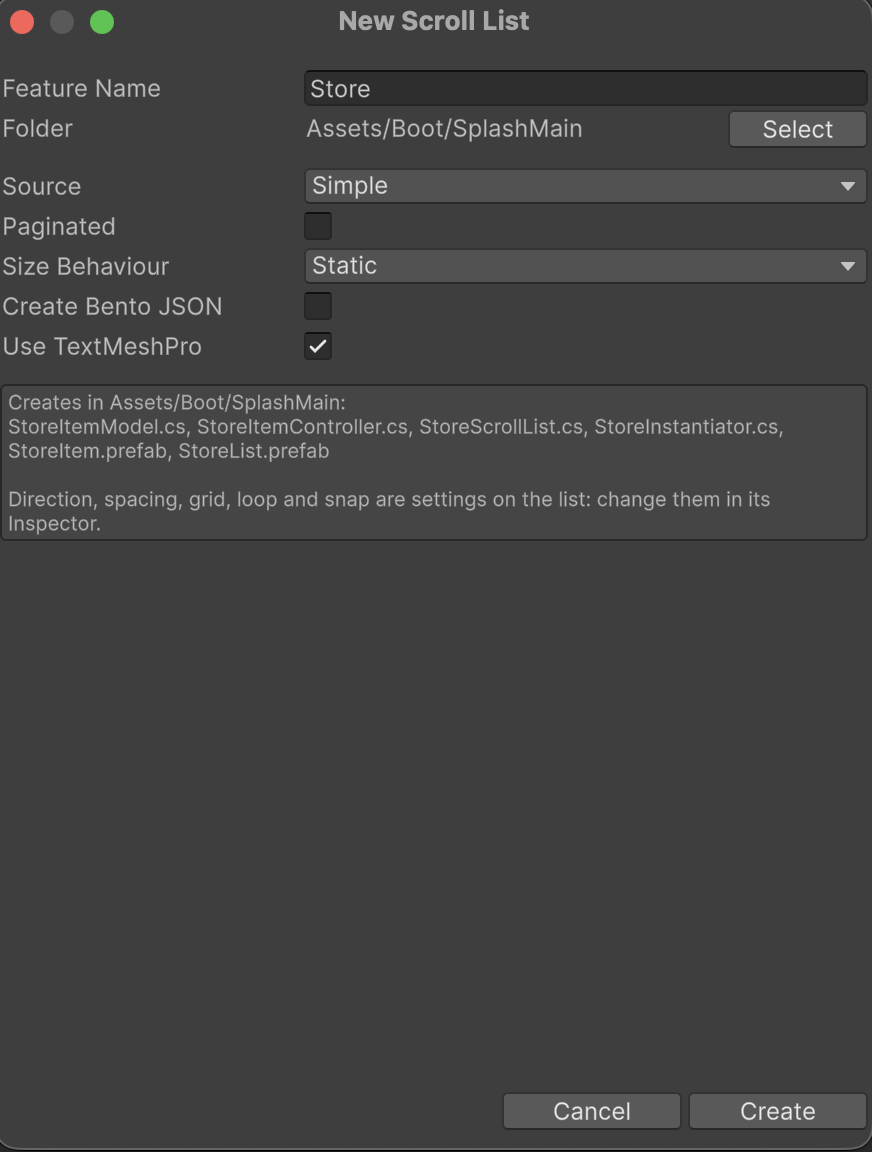 New Scroll List
Feature Name Store
Folder Assets/Boot/SplashMain Select
Source Simple
Paginated
Size Behaviour Static
Create Bento JSON
Use TextMeshPro
Creates in Assets/Boot/SplashMain:
StoreItemModel.cs, StoreItemController.cs, StoreScrollList.cs, StoreInstantiator.cs,
StoreItem.prefab, StoreList.prefab
Direction, spacing, grid, loop and snap are settings on the list: change them in its
Inspector.
Cancel Create